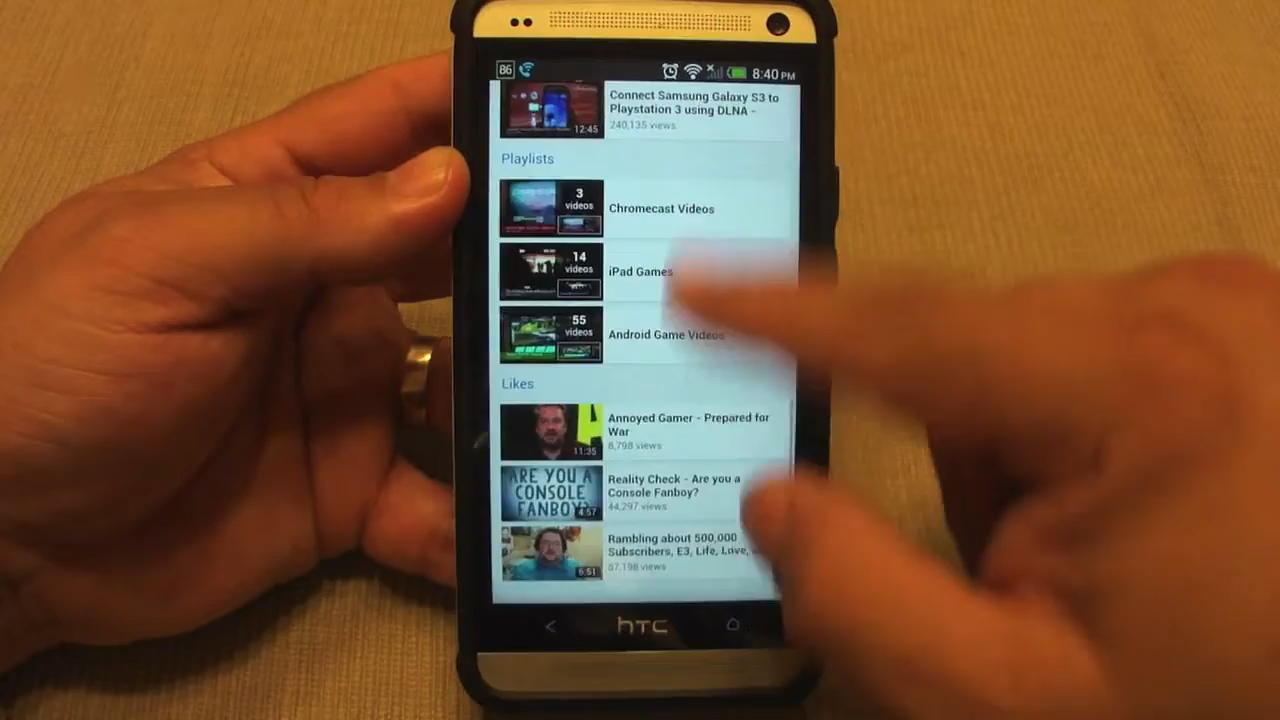 86
8:40 PM
Connect Samsung Galaxy S3 to
Playstation 3 using DLNA -
12:45
240,135 views
Playlists
3
videos
Chromecast Videos
14
videos
iPad Games
55
videos
Android Game Videos
Likes
Annoyed Gamer - Prepared for
War
11:35
8,798 views
ARE YOU A
CONSOLE
FANBOY?
4:57
Reality Check - Are you a
Console Fanboy?
44,297 views
Rambling about 500,000
Subscribers, E3, Life, Love,
6:51
87,198 views
hTC